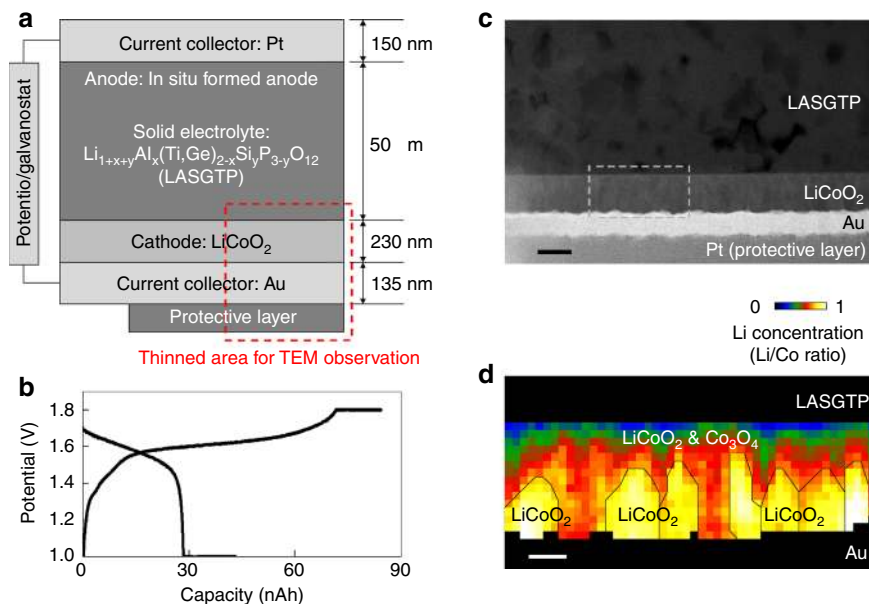 a
Current collector: Pt
150 nm
Anode: In situ formed anode
Solid electrolyte:
Li1+x+yAlx(Ti,Ge)2-xSiyP3-yO12
(LASGTP)
50 m
Potentio/galvanostat
Cathode: LiCoO2
230 nm
Current collector: Au
135 nm
Protective layer
Thinned area for TEM observation
b
1.8
1.6
1.4
1.2
1.0
Potential (V)
0 30 60 90
Capacity (nAh)
c
LASGTP
LiCoO2
Au
Pt (protective layer)
0 1
Li concentration
(Li/Co ratio)
d
LASGTP
LiCoO2 & Co3O4
LiCoO2 LiCoO2 LiCoO2
Au